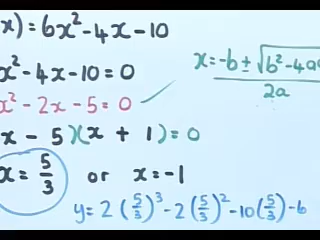 x) = 6x² - 4x - 10
x² - 4x - 10 = 0
x = -b ± √b² - 4a
2a
x² - 2x - 5 = 0 ✓
x - 5)(x + 1) = 0
x = 5/3 or x = -1
y = 2(5/3)³ - 2(5/3)² - 10(5/3) - 6